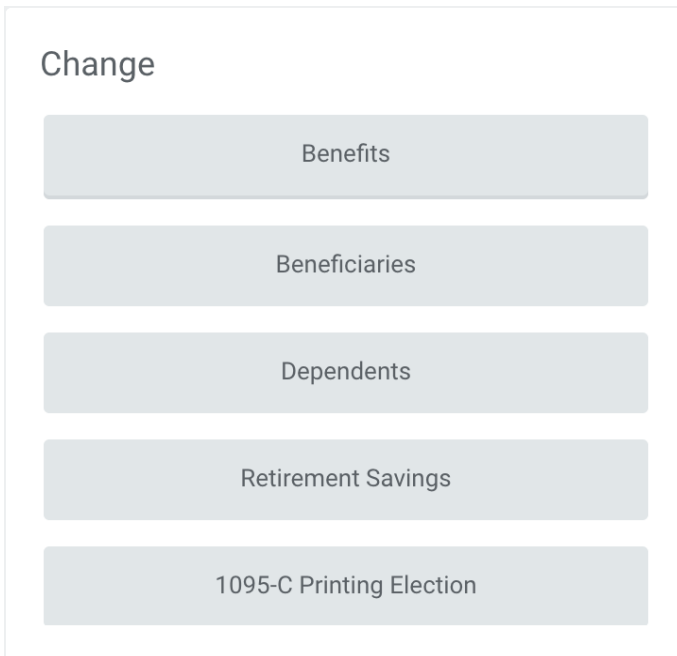 Change
Benefits
Beneficiaries
Dependents
Retirement Savings
1095-C Printing Election